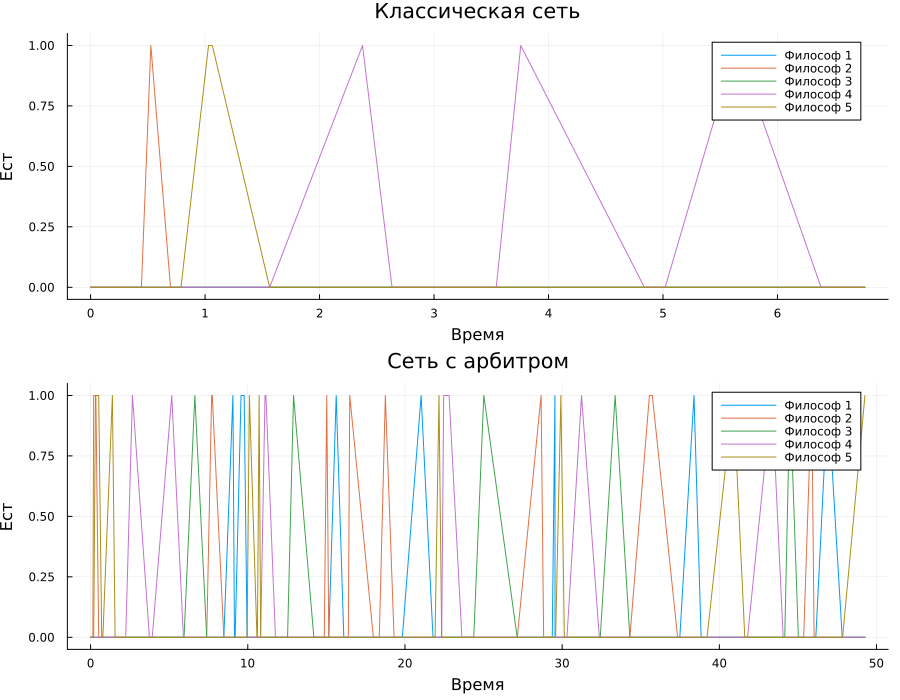 Классическая сеть
1.00
0.75
0.50
0.25
0.00
Ест
Философ 1
Философ 2
Философ 3
Философ 4
Философ 5
0 1 2 3 4 5 6
Время
Сеть с арбитром
1.00
0.75
0.50
0.25
0.00
Ест
Философ 1
Философ 2
Философ 3
Философ 4
Философ 5
0 10 20 30 40 50
Время